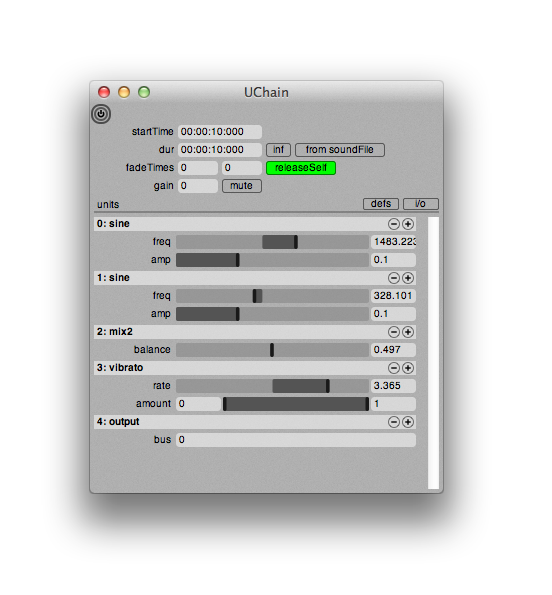 UChain
startTime 00:00:10:000
dur 00:00:10:000 inf from soundFile
fadeTimes 0 0 releaseSelf
gain 0 mute
units defs i/o
0: sine
freq 1483.223
amp 0.1
1: sine
freq 328.101
amp 0.1
2: mix2
balance 0.497
3: vibrato
rate 3.365
amount 0 1
4: output
bus 0